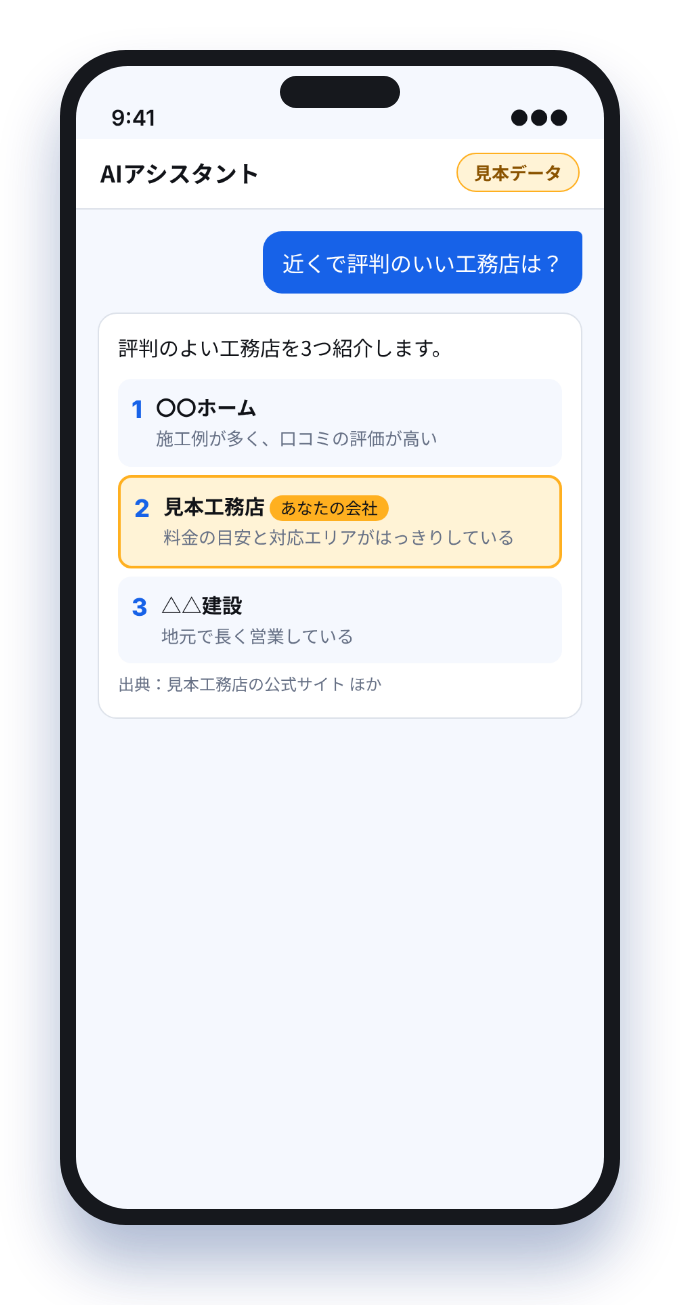 9:41
AIアシスタント
見本データ
近くで評判のいい工務店は？
評判のよい工務店を3つ紹介します。
1 〇〇ホーム
施工例が多く、口コミの評価が高い
2 見本工務店 あなたの会社
料金の目安と対応エリアがはっきりしている
3 △△建設
地元で長く営業している
出典：見本工務店の公式サイト ほか